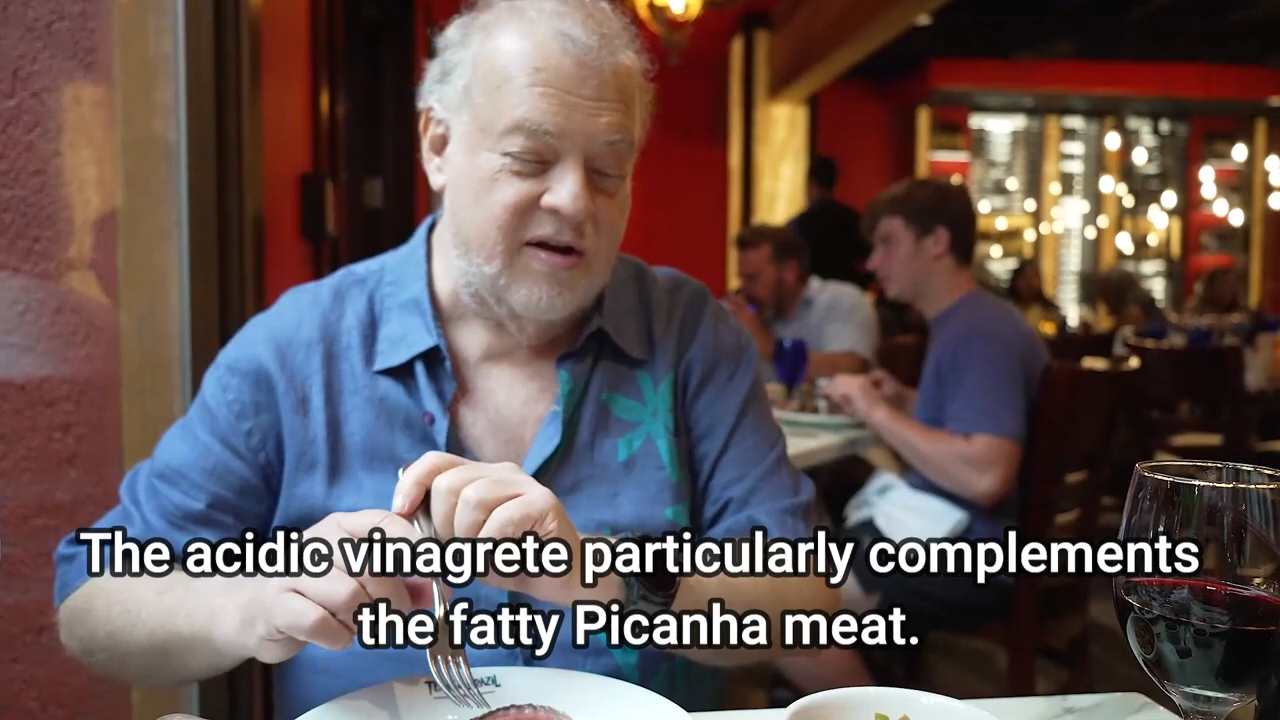 The acidic vinagrete particularly complements
the fatty Picanha meat.